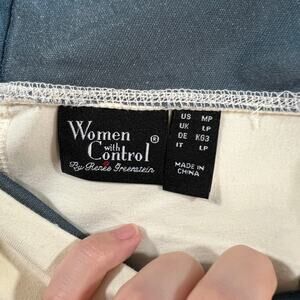 Women
with
Control®
By Renée Greenstein
US MP
UK LP
DE KG3
IT LP
MADE IN
CHINA